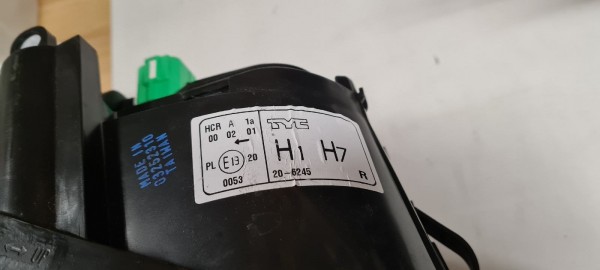 HCR A 1a
00 02 01
PL E13 20
0053
TYC
H1 H7
20-6245
R
MADE IN
TAIWAN